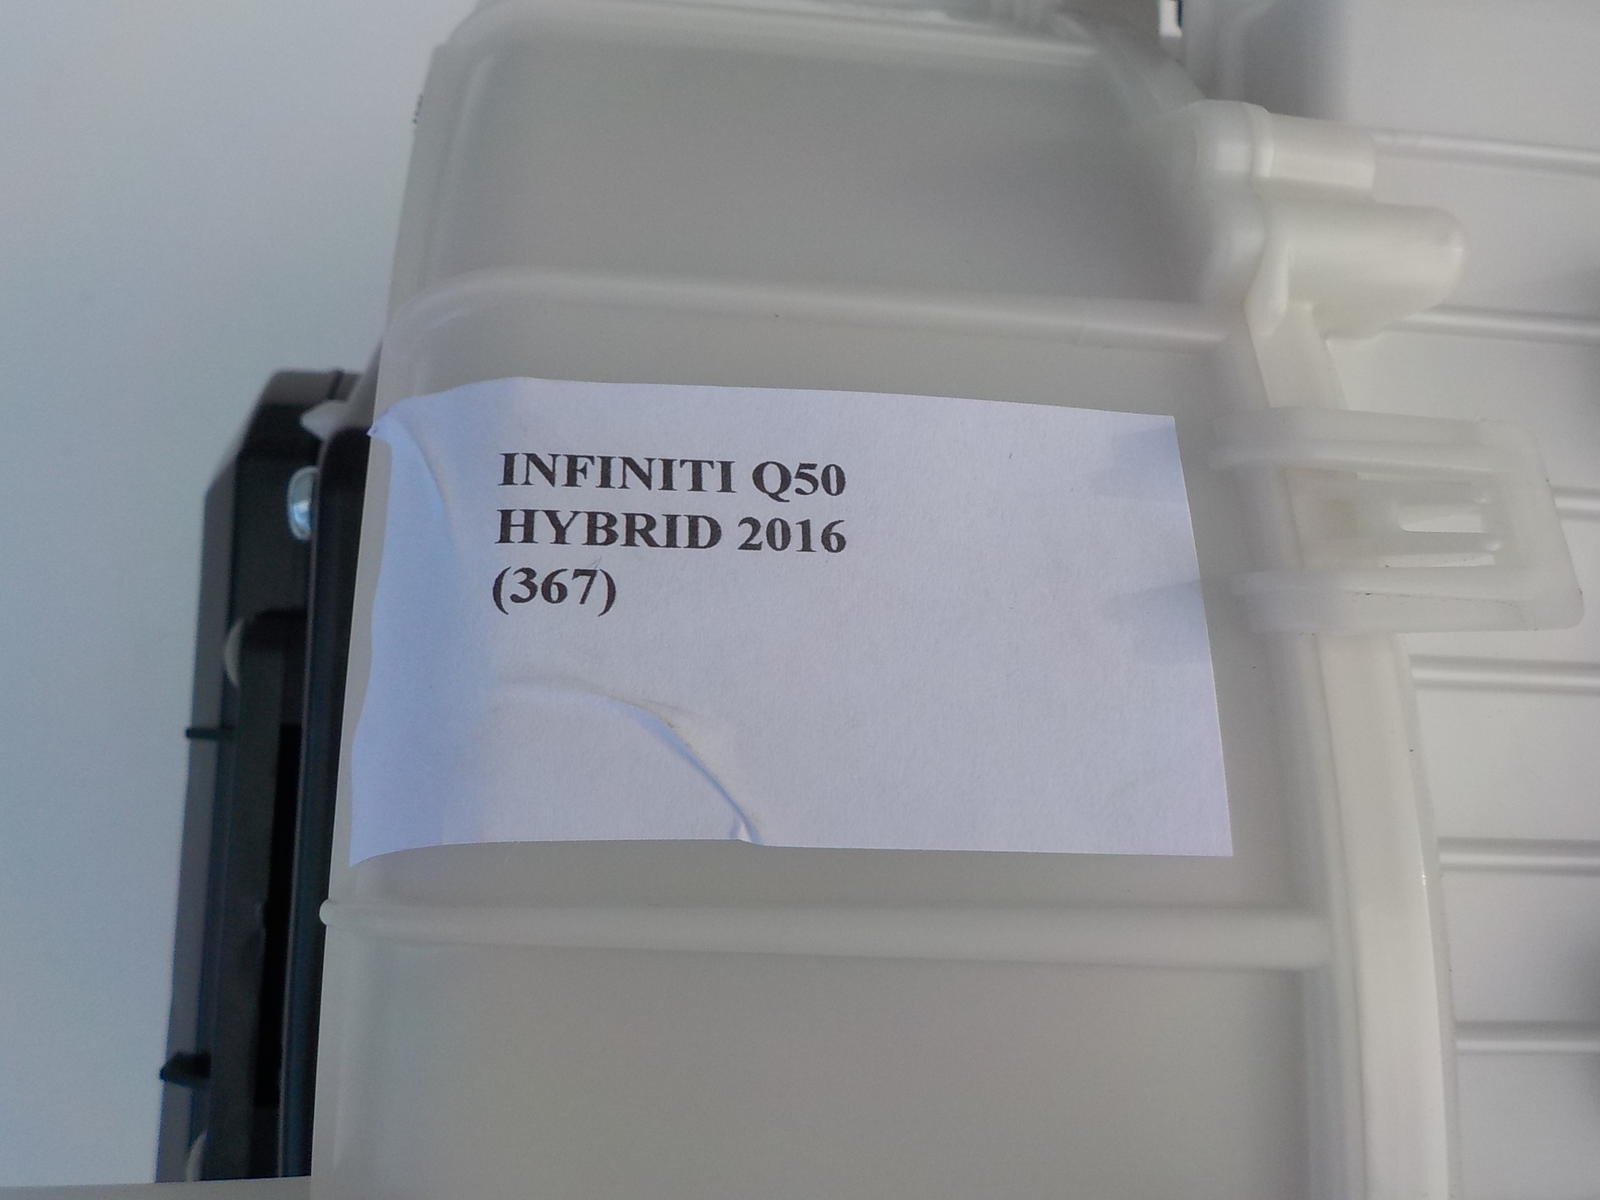 INFINITI Q50
HYBRID 2016
(367)